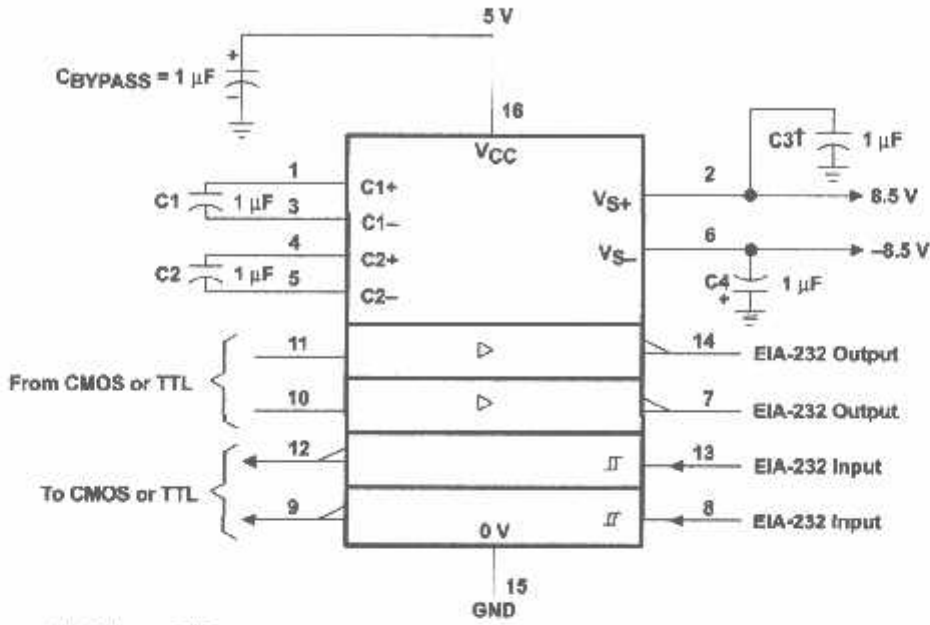 5 V
CBYPASS = 1 µF
+
–
16
VCC
C3†
1 µF
1
C1+
2
VS+
8.5 V
C1
1 µF
3
C1–
4
C2+
6
VS–
–8.5 V
C2
1 µF
5
C2–
C4
+
1 µF
11
14
EIA-232 Output
From CMOS or TTL
10
7
EIA-232 Output
12
13
EIA-232 Input
To CMOS or TTL
9
8
EIA-232 Input
0 V
15
GND